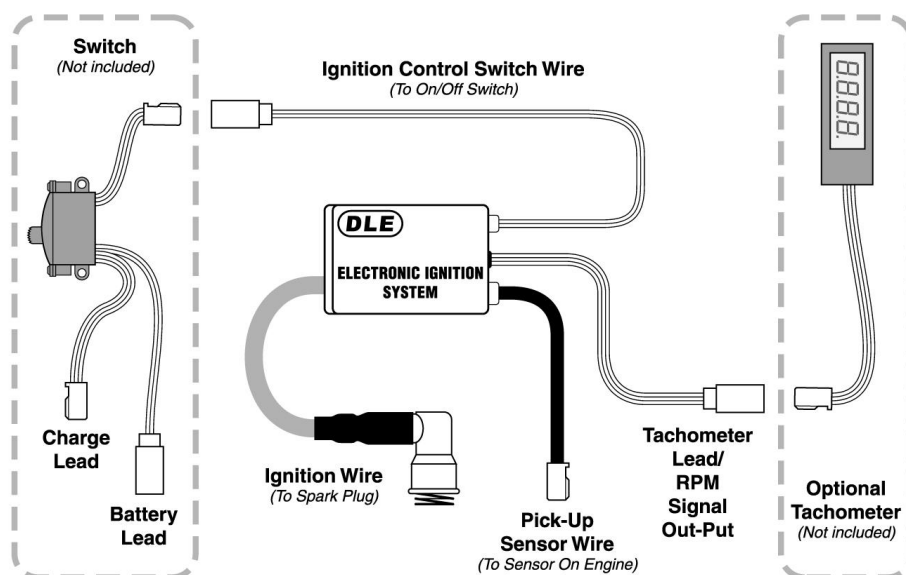 Switch
(Not included)
Ignition Control Switch Wire
(To On/Off Switch)
8.8.8.8.
DLE
ELECTRONIC IGNITION
SYSTEM
Charge
Lead
Battery
Lead
Ignition Wire
(To Spark Plug)
Pick-Up
Sensor Wire
(To Sensor On Engine)
Tachometer
Lead/
RPM
Signal
Out-Put
Optional
Tachometer
(Not included)